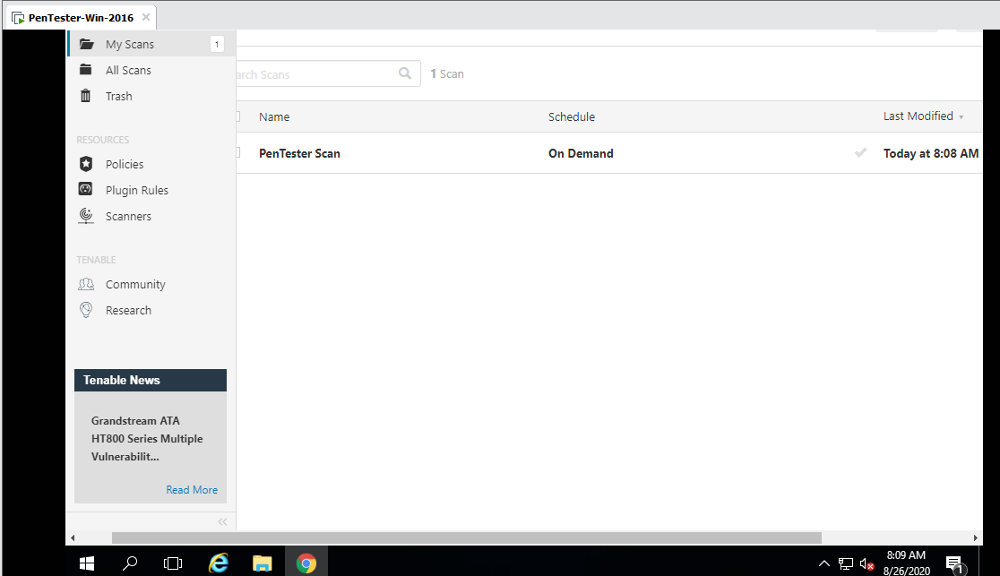 PenTester-Win-2016
My Scans
1
All Scans
Trash
RESOURCES
Policies
Plugin Rules
Scanners
TENABLE
Community
Research
Tenable News
Grandstream ATA
HT800 Series Multiple
Vulnerabilit...
Read More
arch Scans
1 Scan
Name Schedule Last Modified
PenTester Scan On Demand Today at 8:08 AM
8:09 AM
8/26/2020
1